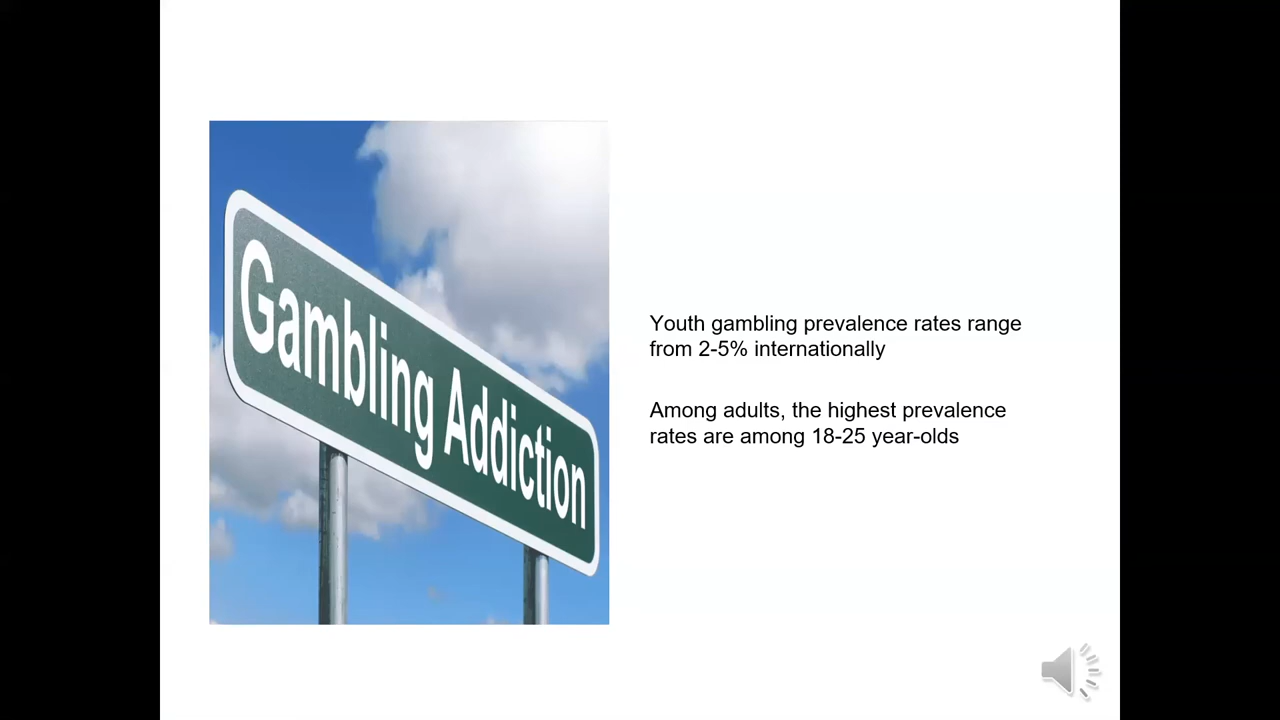 Gambling Addiction
Youth gambling prevalence rates range
from 2-5% internationally
Among adults, the highest prevalence
rates are among 18-25 year-olds